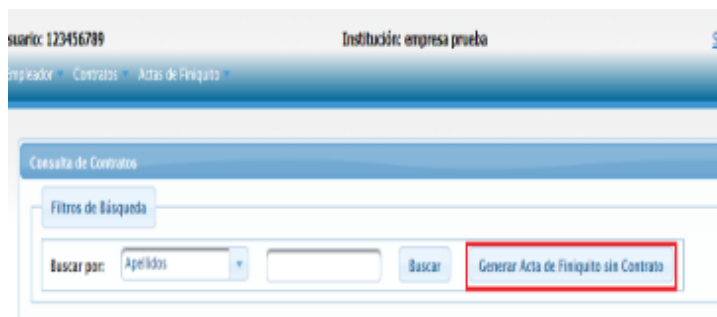 suario: 123456789 Institución: empresa prueba S
Empleador Contratos Actas de Finiquito
Consulta de Contratos
Filtros de Búsqueda
Buscar por: Apellidos Buscar Generar Acta de Finiquito sin Contrato